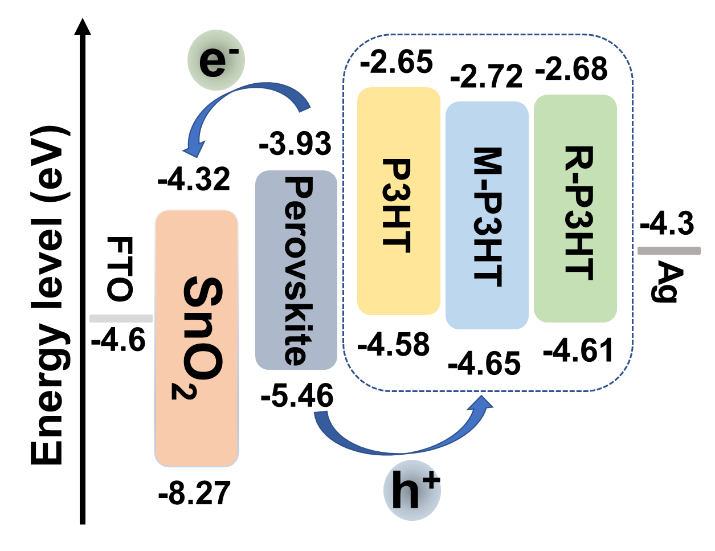 Energy level (eV)
e-
h+
FTO
-4.6
-4.32
SnO2
-8.27
-3.93
Perovskite
-5.46
-2.65
P3HT
-4.58
-2.72
M-P3HT
-4.65
-2.68
R-P3HT
-4.61
-4.3
Ag